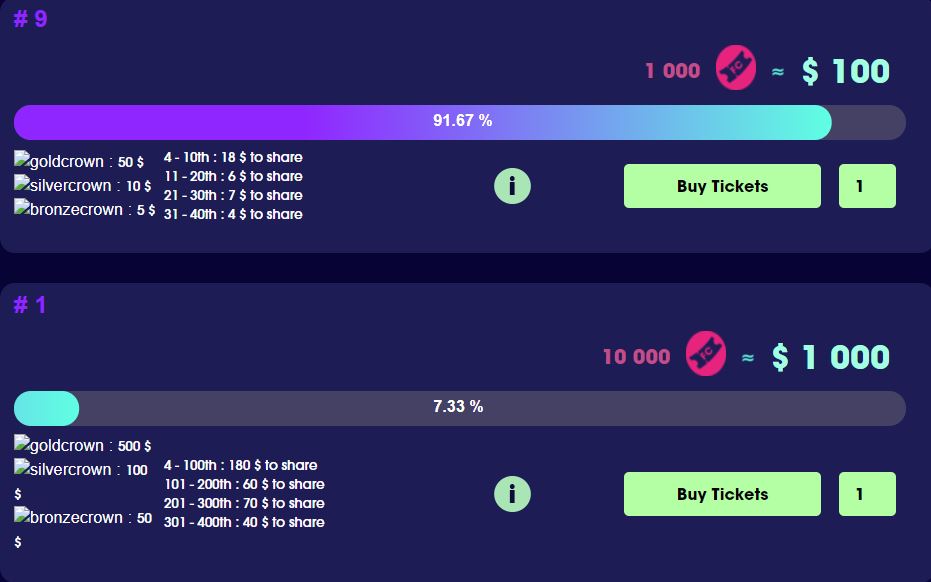 # 9
1 000 FC ≈ $ 100
91.67 %
goldcrown : 50 $
silvercrown : 10 $
bronzecrown : 5 $
4 - 10th : 18 $ to share
11 - 20th : 6 $ to share
21 - 30th : 7 $ to share
31 - 40th : 4 $ to share
i
Buy Tickets
1
# 1
10 000 FC ≈ $ 1 000
7.33 %
goldcrown : 500 $
silvercrown : 100
$
bronzecrown : 50
$
4 - 100th : 180 $ to share
101 - 200th : 60 $ to share
201 - 300th : 70 $ to share
301 - 400th : 40 $ to share
i
Buy Tickets
1